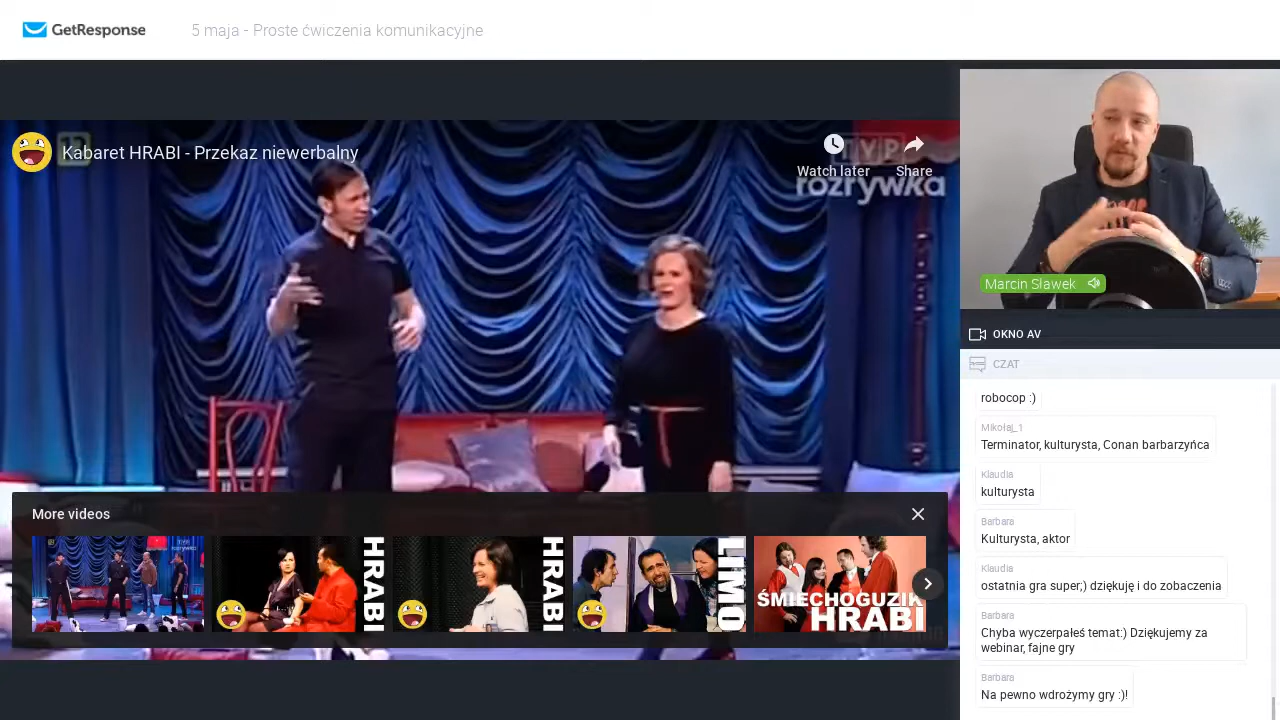 GetResponse
5 maja - Proste ćwiczenia komunikacyjne
Kabaret HRABI - Przekaz niewerbalny
Watch later
Share
TVP
rozrywka
More videos
rozrywka
HRABI
HRABI
LIMO
ŚMIECHOGUZIK
HRABI
Marcin Sławek
OKNO AV
CZAT
robocop :)
Mikołaj_1
Terminator, kulturysta, Conan barbarzyńca
Klaudia
kulturysta
Barbara
Kulturysta, aktor
Klaudia
ostatnia gra super;) dziękuję i do zobaczenia
Barbara
Chyba wyczerpałeś temat:) Dziękujemy za
webinar, fajne gry
Barbara
Na pewno wdrożymy gry :)!